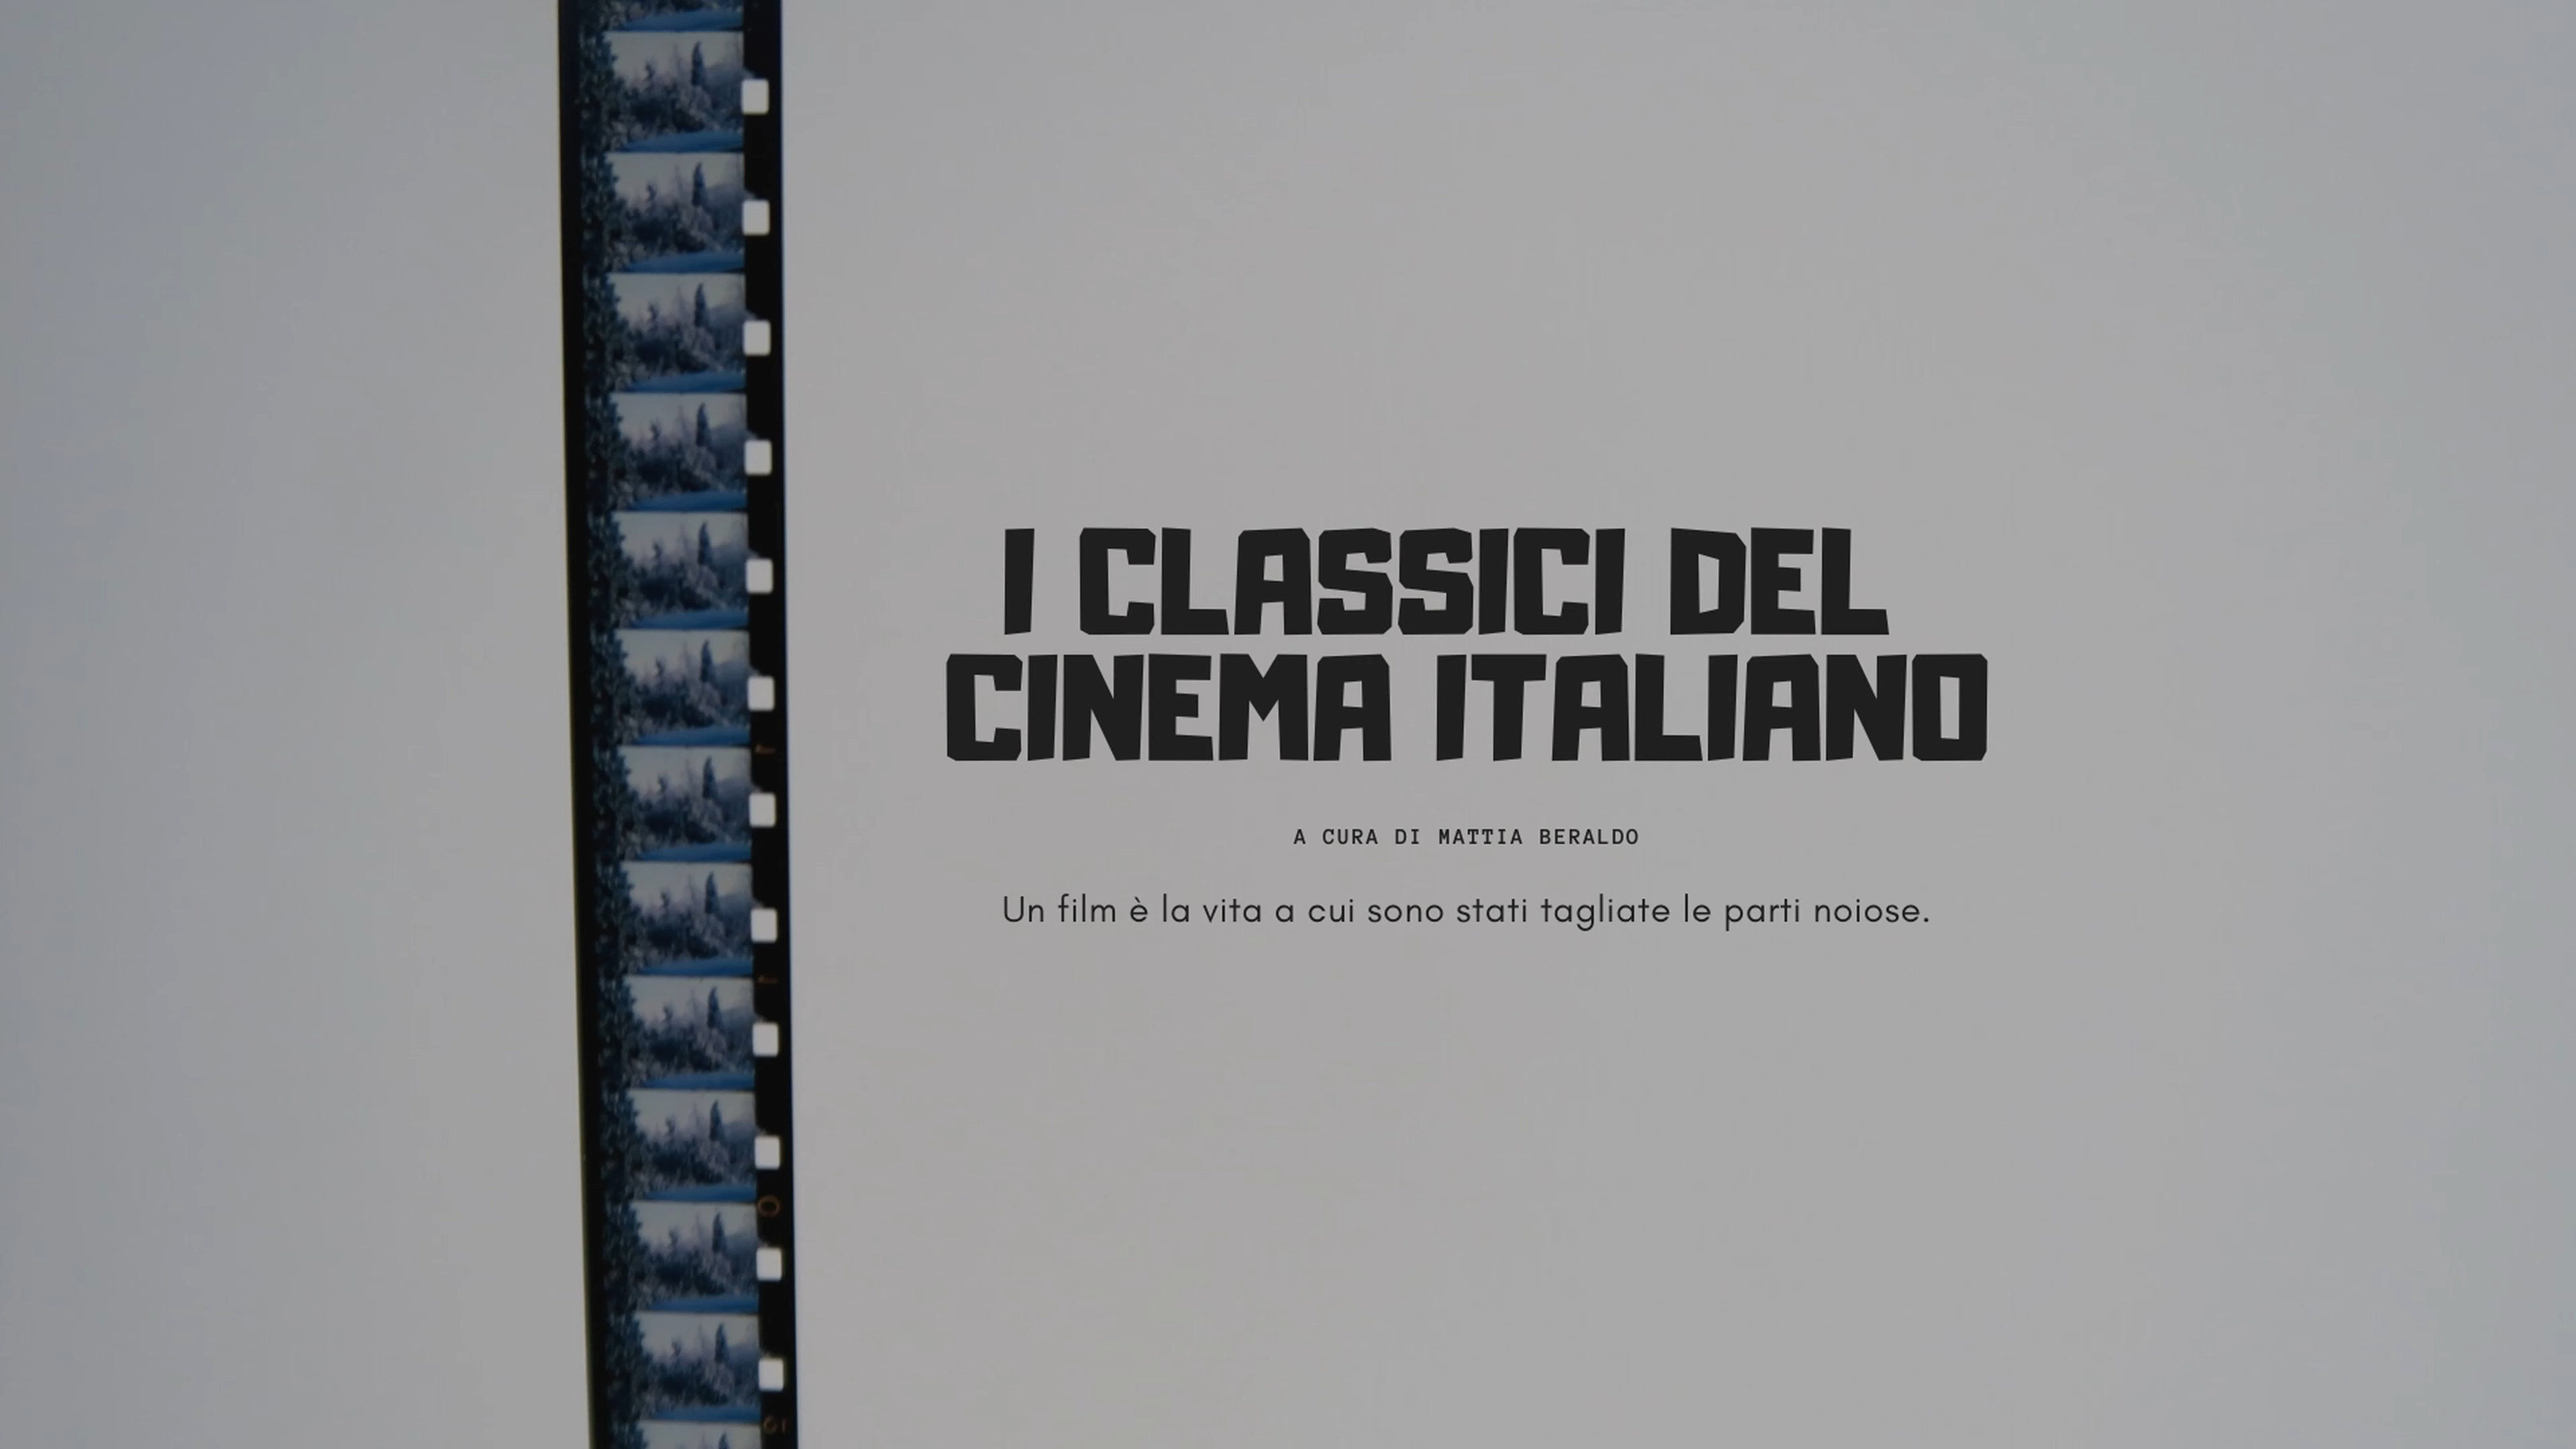 I CLASSICI DEL
CINEMA ITALIANO
A CURA DI MATTIA BERALDO
Un film è la vita a cui sono stati tagliate le parti noiose.